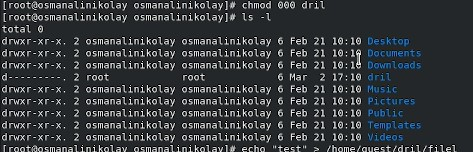 [root@osmanalinikolay osmanalinikolay]# chmod 000 dril
[root@osmanalinikolay osmanalinikolay]# ls -l
total 0
drwxr-xr-x. 2 osmanalinikolay osmanalinikolay 6 Feb 21 10:10 Desktop
drwxr-xr-x. 2 osmanalinikolay osmanalinikolay 6 Feb 21 10:10 Documents
drwxr-xr-x. 2 osmanalinikolay osmanalinikolay 6 Feb 21 10:10 Downloads
d---------. 2 root            root            6 Mar  2 17:10 dril
drwxr-xr-x. 2 osmanalinikolay osmanalinikolay 6 Feb 21 10:10 Music
drwxr-xr-x. 2 osmanalinikolay osmanalinikolay 6 Feb 21 10:10 Pictures
drwxr-xr-x. 2 osmanalinikolay osmanalinikolay 6 Feb 21 10:10 Public
drwxr-xr-x. 2 osmanalinikolay osmanalinikolay 6 Feb 21 10:10 Templates
drwxr-xr-x. 2 osmanalinikolay osmanalinikolay 6 Feb 21 10:10 Videos
[root@osmanalinikolay osmanalinikolay]# echo "test" > /home/guest/dril/file1